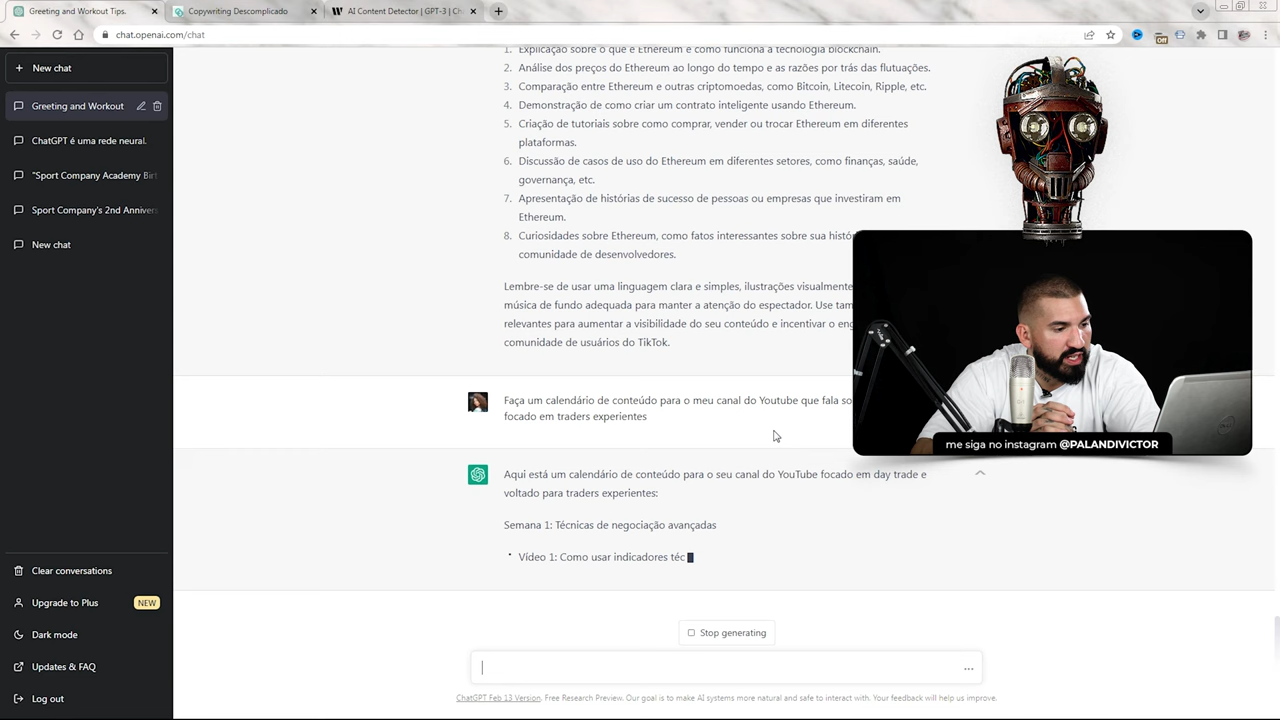 Greeting and Workout Tips.
Copywriting Descomplicado
AI Content Detector | GPT-3 | Ch
chat.openai.com/chat
Off
New chat
Greeting and Workout
ChatGPT é uma rede neural.
"Sport Company Academy Birt
Sport Company's 2nd Annivers
New chat
Clear conversations
Upgrade to Plus
NEW
Dark mode
Updates & FAQ
Log out
1. Explicação sobre o que é Ethereum e como funciona a tecnologia blockchain.
2. Análise dos preços do Ethereum ao longo do tempo e as razões por trás das flutuações.
3. Comparação entre Ethereum e outras criptomoedas, como Bitcoin, Litecoin, Ripple, etc.
4. Demonstração de como criar um contrato inteligente usando Ethereum.
5. Criação de tutoriais sobre como comprar, vender ou trocar Ethereum em diferentes
plataformas.
6. Discussão de casos de uso do Ethereum em diferentes setores, como finanças, saúde,
governança, etc.
7. Apresentação de histórias de sucesso de pessoas ou empresas que investiram em
Ethereum.
8. Curiosidades sobre Ethereum, como fatos interessantes sobre sua histór
comunidade de desenvolvedores.
Lembre-se de usar uma linguagem clara e simples, ilustrações visualmente
música de fundo adequada para manter a atenção do espectador. Use tam
relevantes para aumentar a visibilidade do seu conteúdo e incentivar o eng
comunidade de usuários do TikTok.
Faça um calendário de conteúdo para o meu canal do Youtube que fala so
focado em traders experientes
me siga no instagram @PALANDIVICTOR
Aqui está um calendário de conteúdo para o seu canal do YouTube focado em day trade e
voltado para traders experientes:
Semana 1: Técnicas de negociação avançadas
• Vídeo 1: Como usar indicadores téc
Stop generating
ChatGPT Feb 13 Version. Free Research Preview. Our goal is to make AI systems more natural and safe to interact with. Your feedback will help us improve.